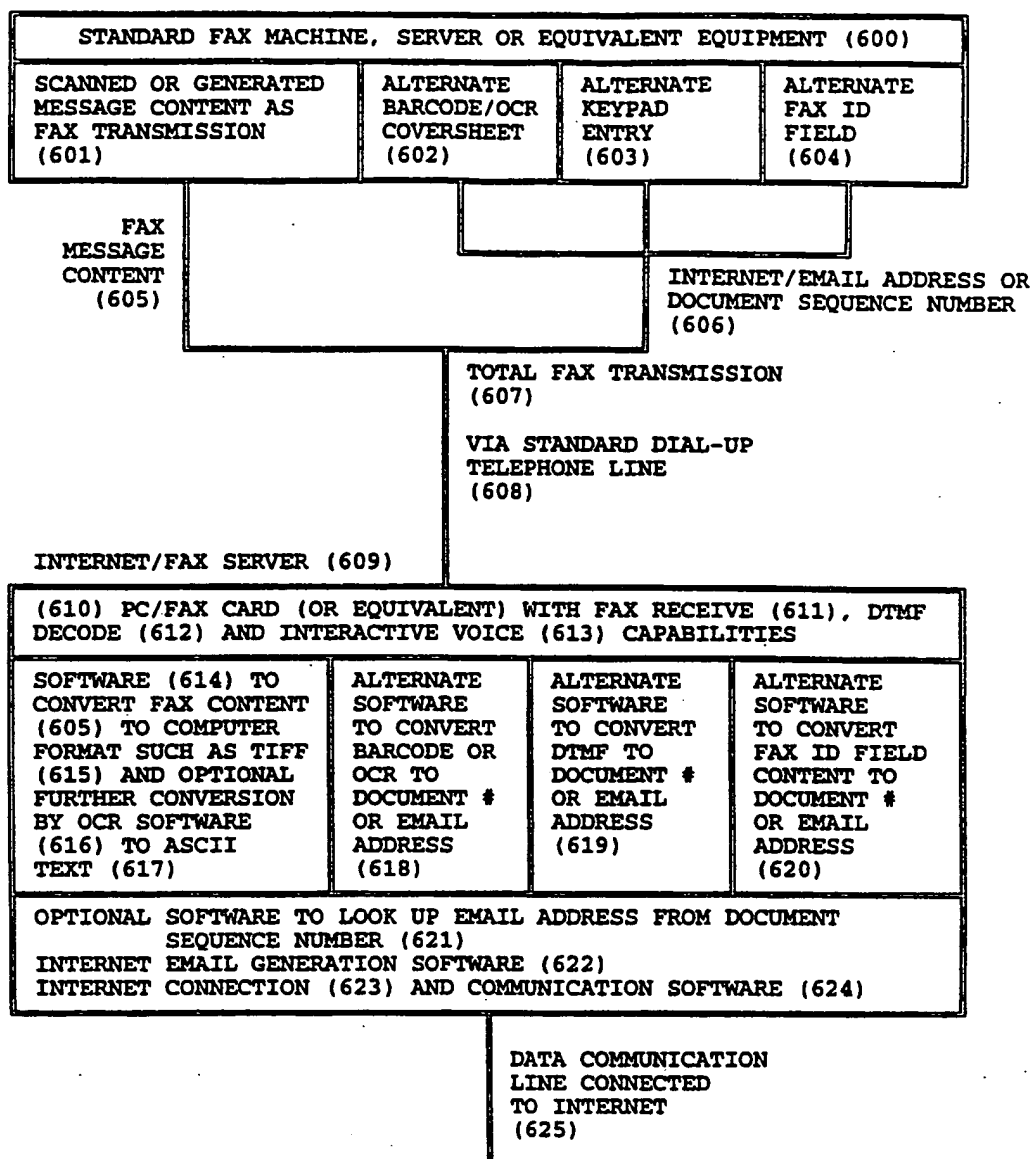 STANDARD FAX MACHINE, SERVER OR EQUIVALENT EQUIPMENT (600)
SCANNED OR GENERATED
MESSAGE CONTENT AS
FAX TRANSMISSION
(601)
ALTERNATE
BARCODE/OCR
COVERSHEET
(602)
ALTERNATE
KEYPAD
ENTRY
(603)
ALTERNATE
FAX ID
FIELD
(604)
FAX
MESSAGE
CONTENT
(605)
INTERNET/EMAIL ADDRESS OR
DOCUMENT SEQUENCE NUMBER
(606)
TOTAL FAX TRANSMISSION
(607)
VIA STANDARD DIAL-UP
TELEPHONE LINE
(608)
INTERNET/FAX SERVER (609)
(610) PC/FAX CARD (OR EQUIVALENT) WITH FAX RECEIVE (611), DTMF
DECODE (612) AND INTERACTIVE VOICE (613) CAPABILITIES
SOFTWARE (614) TO
CONVERT FAX CONTENT
(605) TO COMPUTER
FORMAT SUCH AS TIFF
(615) AND OPTIONAL
FURTHER CONVERSION
BY OCR SOFTWARE
(616) TO ASCII
TEXT (617)
ALTERNATE
SOFTWARE
TO CONVERT
BARCODE OR
OCR TO
DOCUMENT #
OR EMAIL
ADDRESS
(618)
ALTERNATE
SOFTWARE
TO CONVERT
DTMF TO
DOCUMENT #
OR EMAIL
ADDRESS
(619)
ALTERNATE
SOFTWARE
TO CONVERT
FAX ID FIELD
CONTENT TO
DOCUMENT #
OR EMAIL
ADDRESS
(620)
OPTIONAL SOFTWARE TO LOOK UP EMAIL ADDRESS FROM DOCUMENT
SEQUENCE NUMBER (621)
INTERNET EMAIL GENERATION SOFTWARE (622)
INTERNET CONNECTION (623) AND COMMUNICATION SOFTWARE (624)
DATA COMMUNICATION
LINE CONNECTED
TO INTERNET
(625)